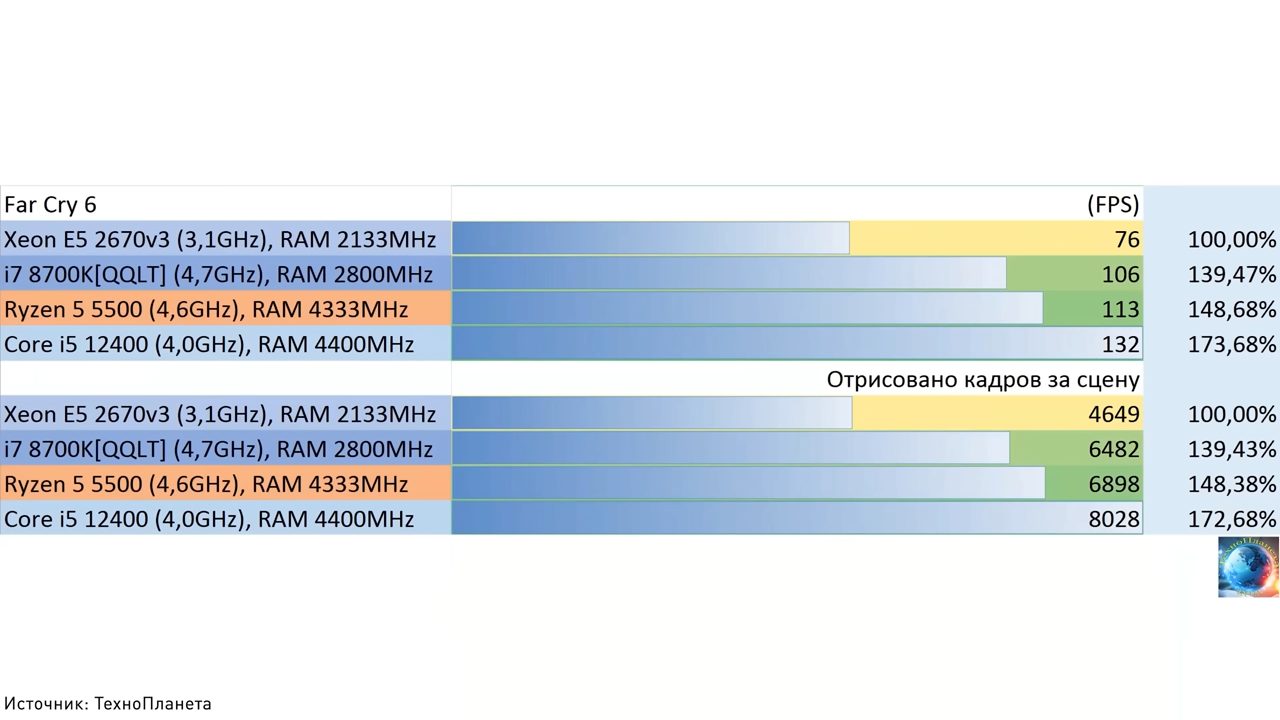 Far Cry 6 (FPS)
Xeon E5 2670v3 (3,1GHz), RAM 2133MHz 76 100,00%
i7 8700K[QQLT] (4,7GHz), RAM 2800MHz 106 139,47%
Ryzen 5 5500 (4,6GHz), RAM 4333MHz 113 148,68%
Core i5 12400 (4,0GHz), RAM 4400MHz 132 173,68%
Отрисовано кадров за сцену
Xeon E5 2670v3 (3,1GHz), RAM 2133MHz 4649 100,00%
i7 8700K[QQLT] (4,7GHz), RAM 2800MHz 6482 139,43%
Ryzen 5 5500 (4,6GHz), RAM 4333MHz 6898 148,38%
Core i5 12400 (4,0GHz), RAM 4400MHz 8028 172,68%
ТехноПланета
Источник: ТехноПланета